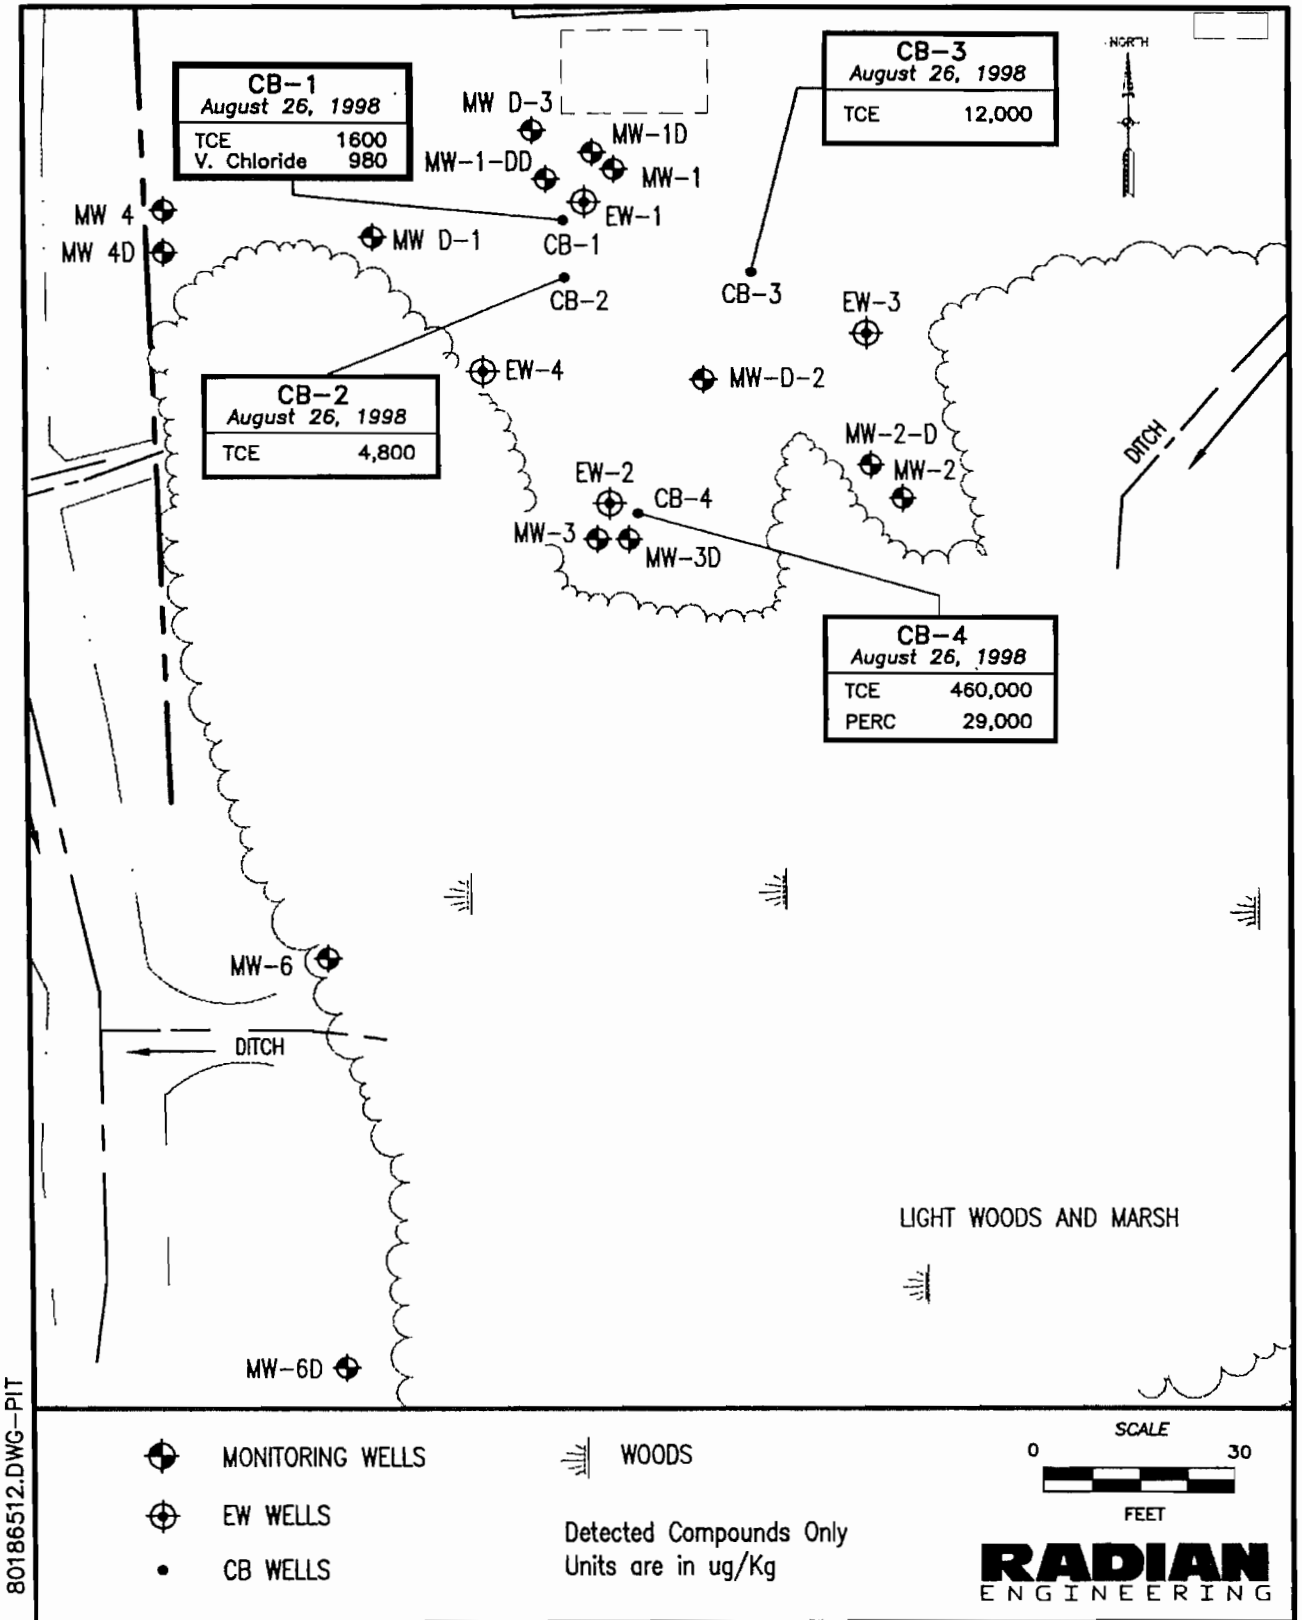 NORTH
CB-1
August 26, 1998
TCE 1600
V. Chloride 980
CB-3
August 26, 1998
TCE 12,000
MW D-3
MW-1D
MW-1-DD
MW-1
EW-1
MW 4
MW D-1
CB-1
MW 4D
CB-2
CB-3
EW-3
EW-4
MW-D-2
CB-2
August 26, 1998
TCE 4,800
DITCH
MW-2-D
MW-2
EW-2
CB-4
MW-3
MW-3D
CB-4
August 26, 1998
TCE 460,000
PERC 29,000
MW-6
DITCH
LIGHT WOODS AND MARSH
MW-6D
80186512.DWG-PIT
MONITORING WELLS
EW WELLS
CB WELLS
WOODS
Detected Compounds Only
Units are in ug/Kg
SCALE
0 30
FEET
RADIAN
ENGINEERING